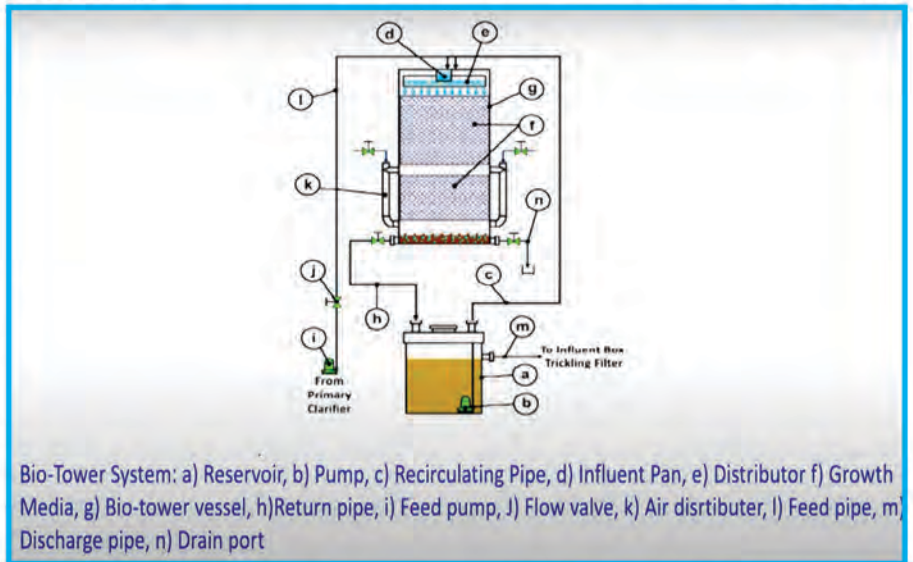 d
e
l
g
f
k
n
j
c
h
i
m
To Influent Box
Trickling Filter
a
From
Primary
Clarifier
b
Bio-Tower System: a) Reservoir, b) Pump, c) Recirculating Pipe, d) Influent Pan, e) Distributor f) Growth
Media, g) Bio-tower vessel, h)Return pipe, i) Feed pump, J) Flow valve, k) Air disrtibuter, l) Feed pipe, m)
Discharge pipe, n) Drain port